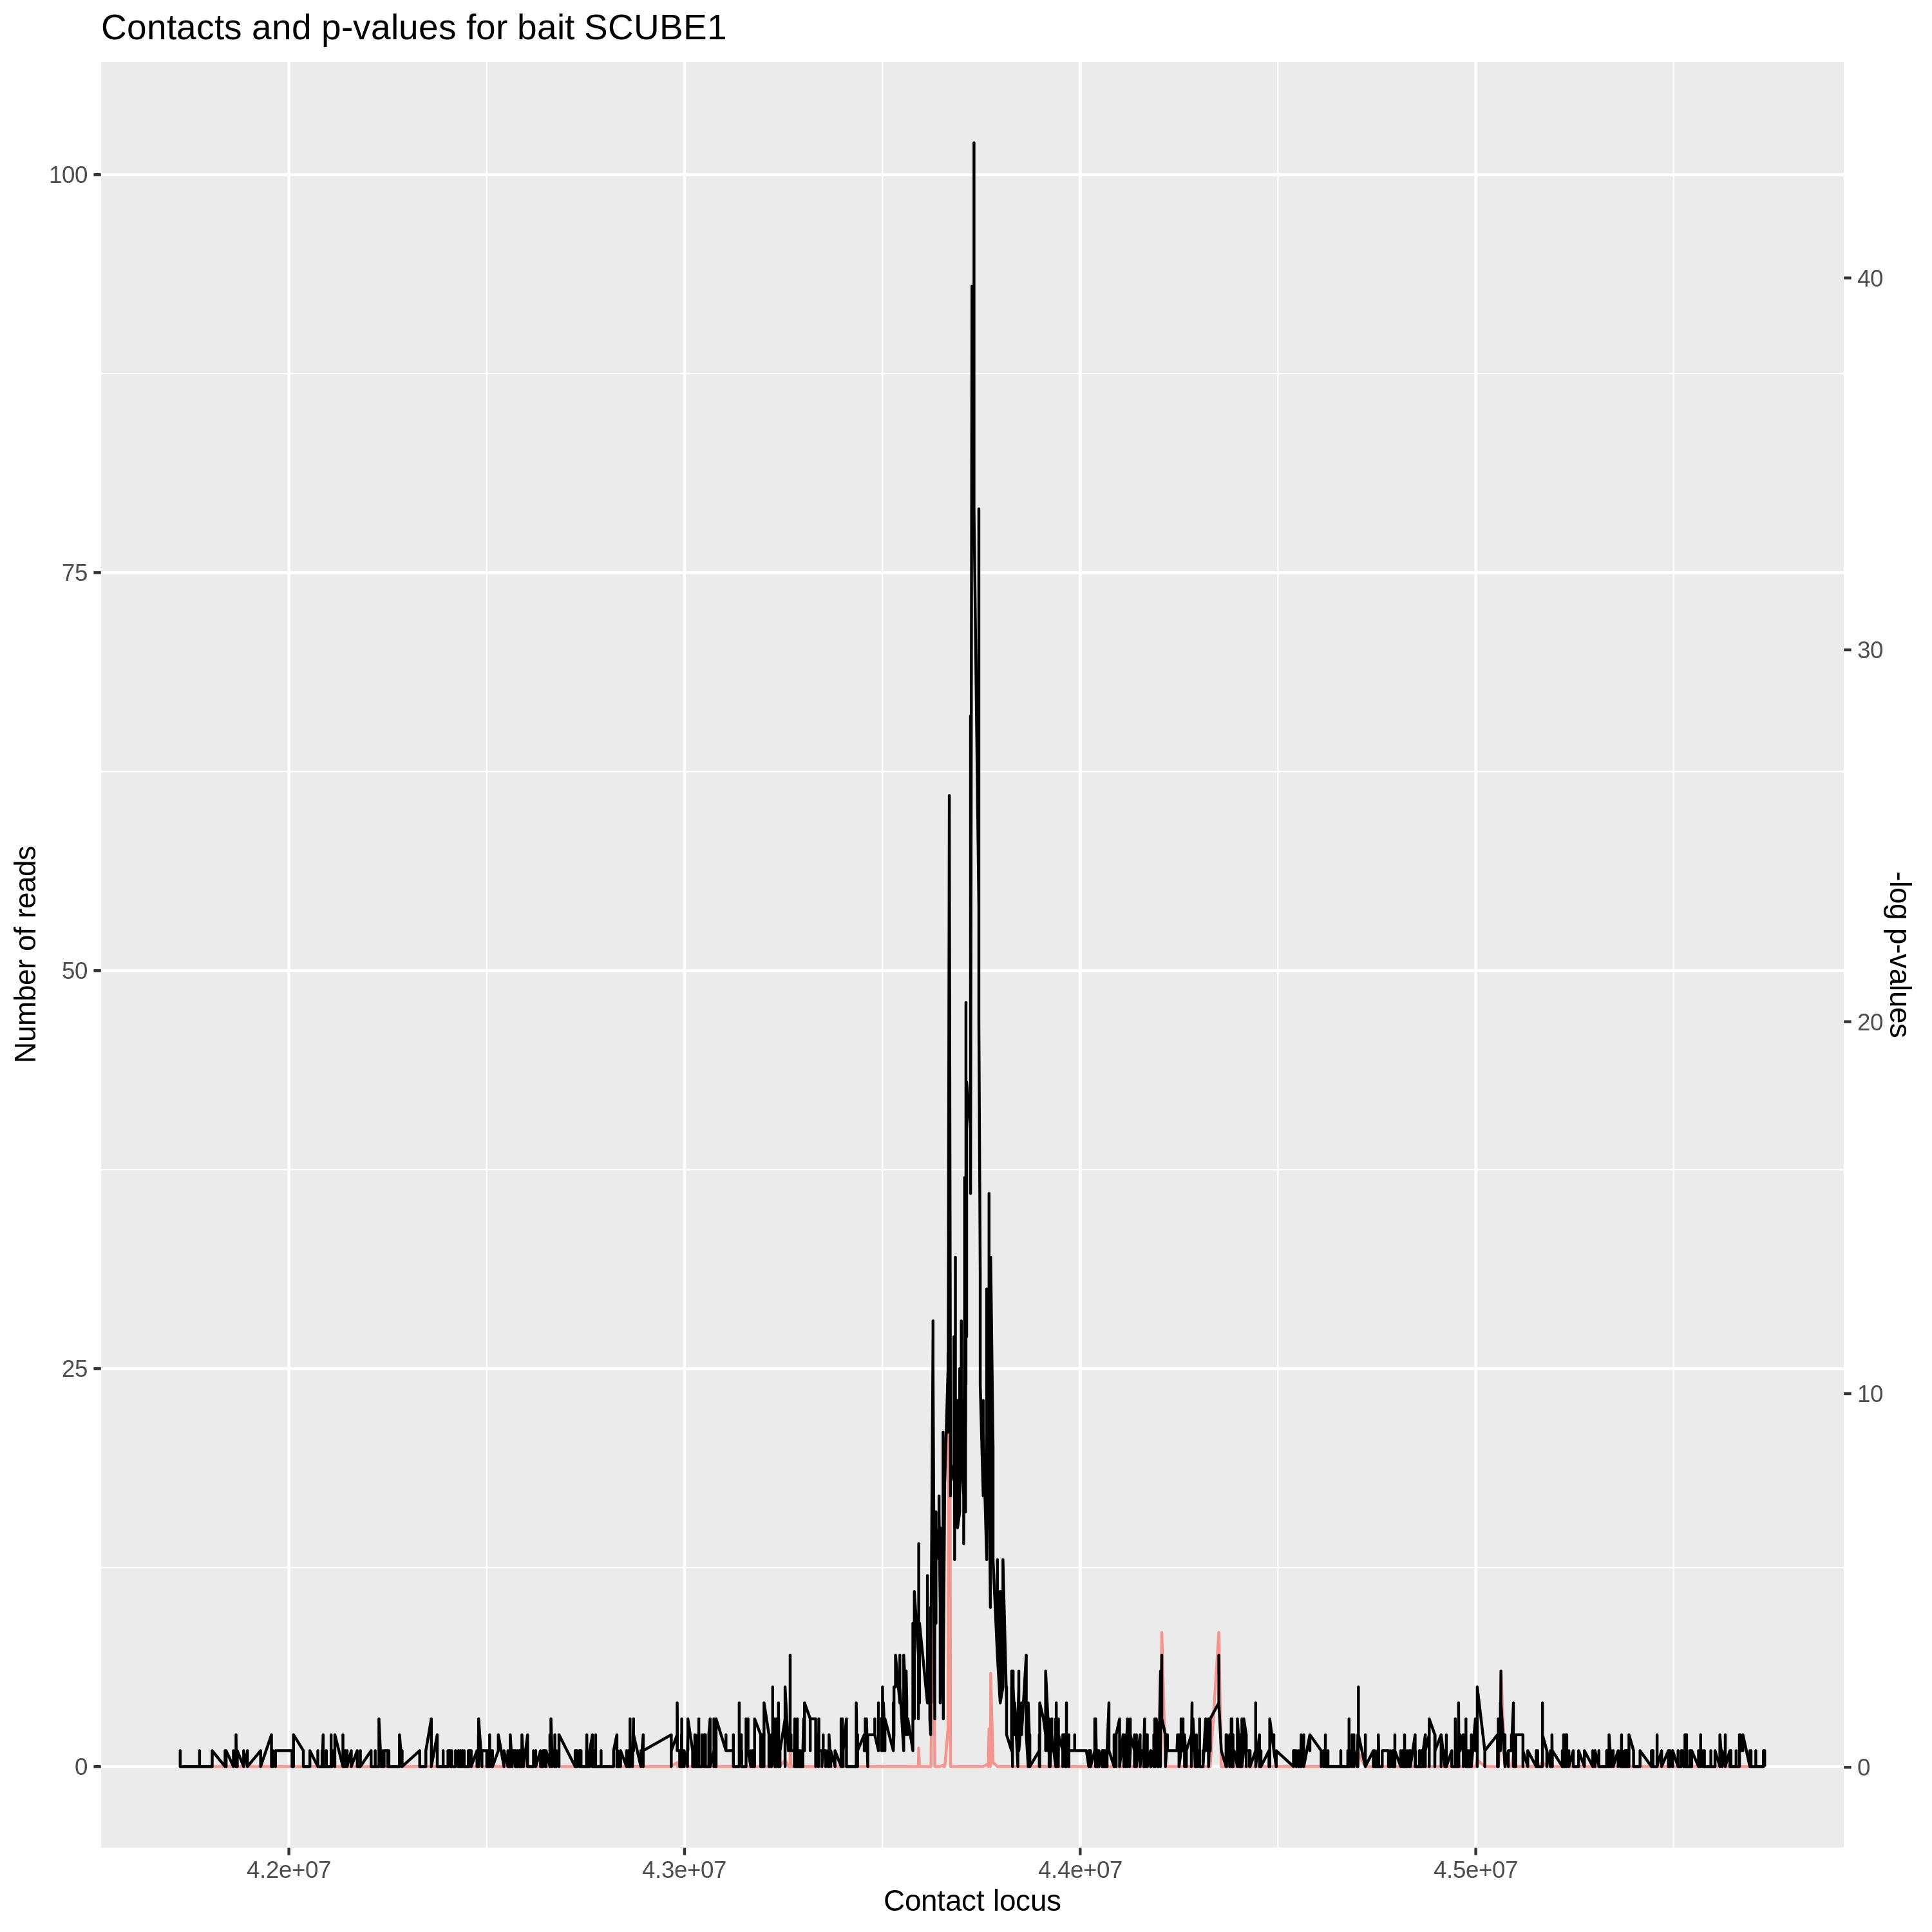 Contacts and p-values for bait SCUBE1
100
75
50
25
0
Number of reads
40
30
20
10
0
-log p-values
4.2e+07
4.3e+07
4.4e+07
4.5e+07
Contact locus